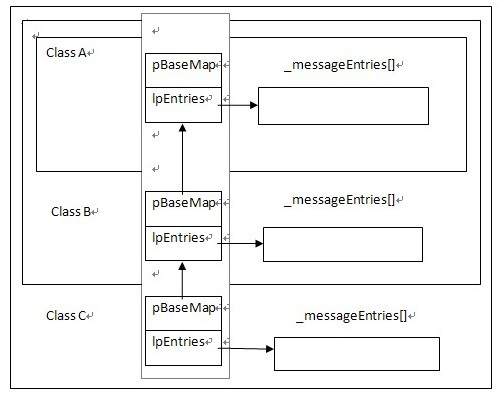 Class A
pBaseMap
_messageEntries[]
lpEntries
Class B
pBaseMap
_messageEntries[]
lpEntries
Class C
pBaseMap
_messageEntries[]
lpEntries